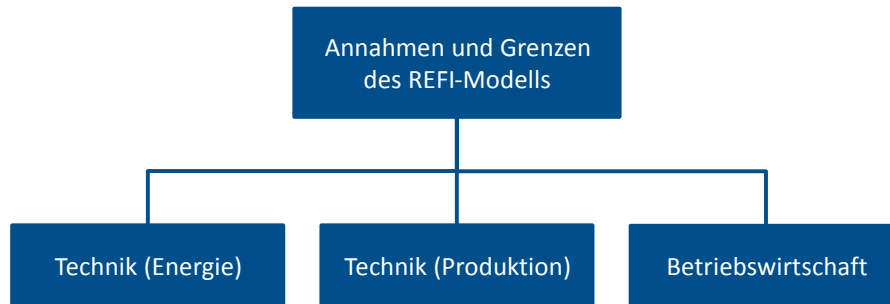 Annahmen und Grenzen
des REFI-Modells
Technik (Energie)
Technik (Produktion)
Betriebswirtschaft